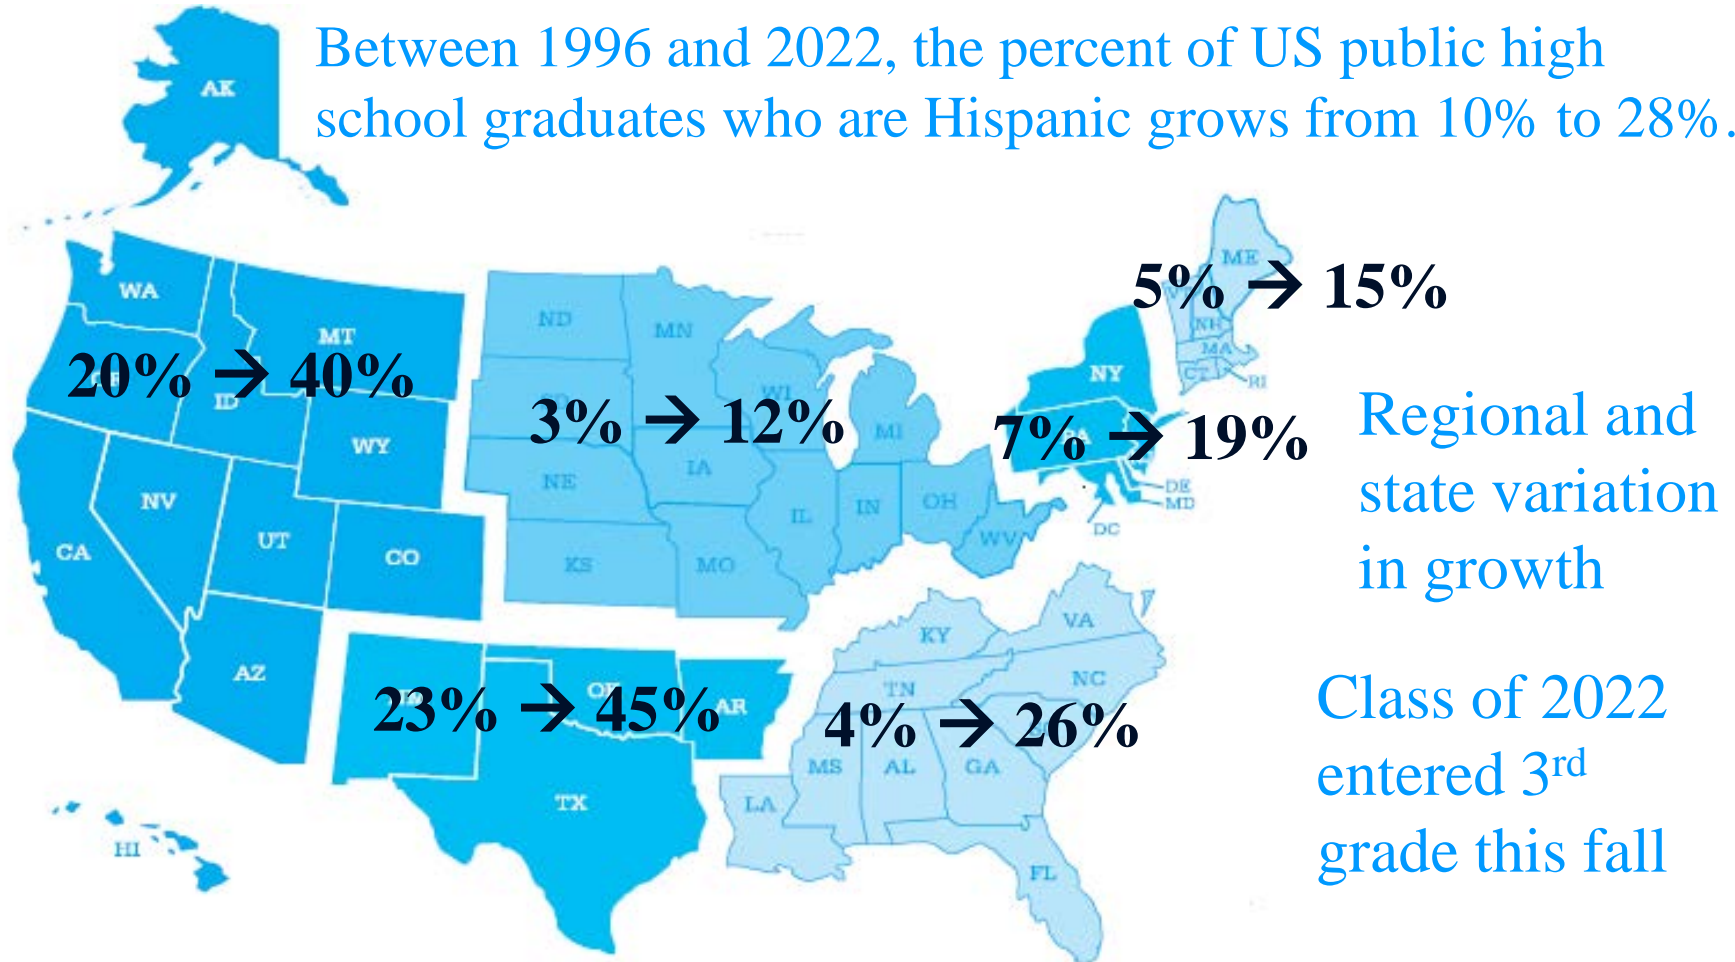 Between 1996 and 2022, the percent of US public high
school graduates who are Hispanic grows from 10% to 28%.
AK
WA
MT
ID
WY
NV
CA
UT
CO
AZ
HI
20% → 40%
ND
MN
WI
MI
IA
NE
IL
IN
OH
WV
KS
MO
3% → 12%
ME
NH
MA
CT
RI
5% → 15%
NY
DE
MD
DC
7% → 19%
OK
AR
TX
23% → 45%
KY
VA
TN
NC
MS
AL
GA
LA
FL
4% → 26%
Regional and
state variation
in growth
Class of 2022
entered 3rd
grade this fall